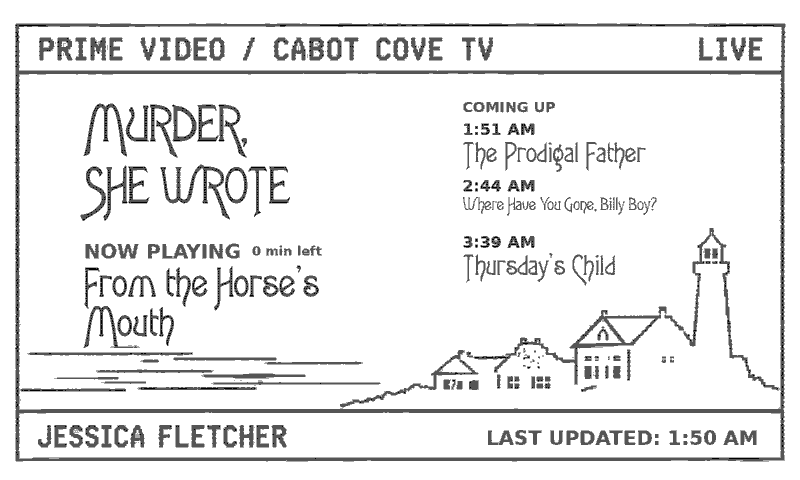 PRIME VIDEO / CABOT COVE TV
LIVE
MURDER,
SHE WROTE
NOW PLAYING 0 min left
From the Horse's
Mouth
COMING UP
1:51 AM
The Prodigal Father
2:44 AM
Where Have You Gone, Billy Boy?
3:39 AM
Thursday's Child
JESSICA FLETCHER
LAST UPDATED: 1:50 AM